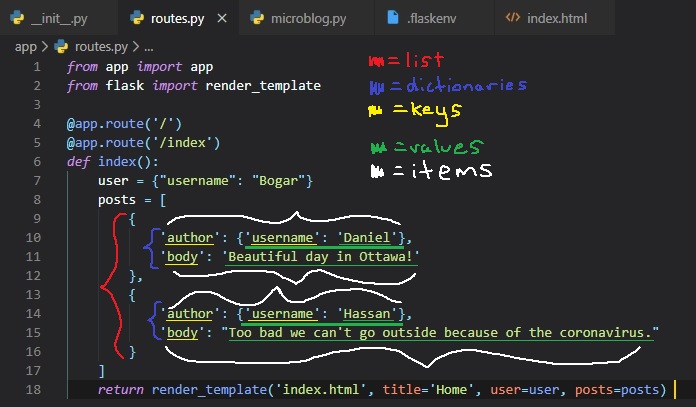 __init__.py routes.py × microblog.py .flaskenv index.html
app > routes.py > ...
1 from app import app
2 from flask import render_template
3
4 @app.route('/')
5 @app.route('/index')
6 def index():
7 user = {"username": "Bogar"}
8 posts = [
9 {
10 'author': {'username': 'Daniel'},
11 'body': 'Beautiful day in Ottawa!'
12 },
13 {
14 'author': {'username': 'Hassan'},
15 'body': "Too bad we can't go outside because of the coronavirus."
16 }
17 ]
18 return render_template('index.html', title='Home', user=user, posts=posts)
=list
=dictionaries
=keys
=values
=items